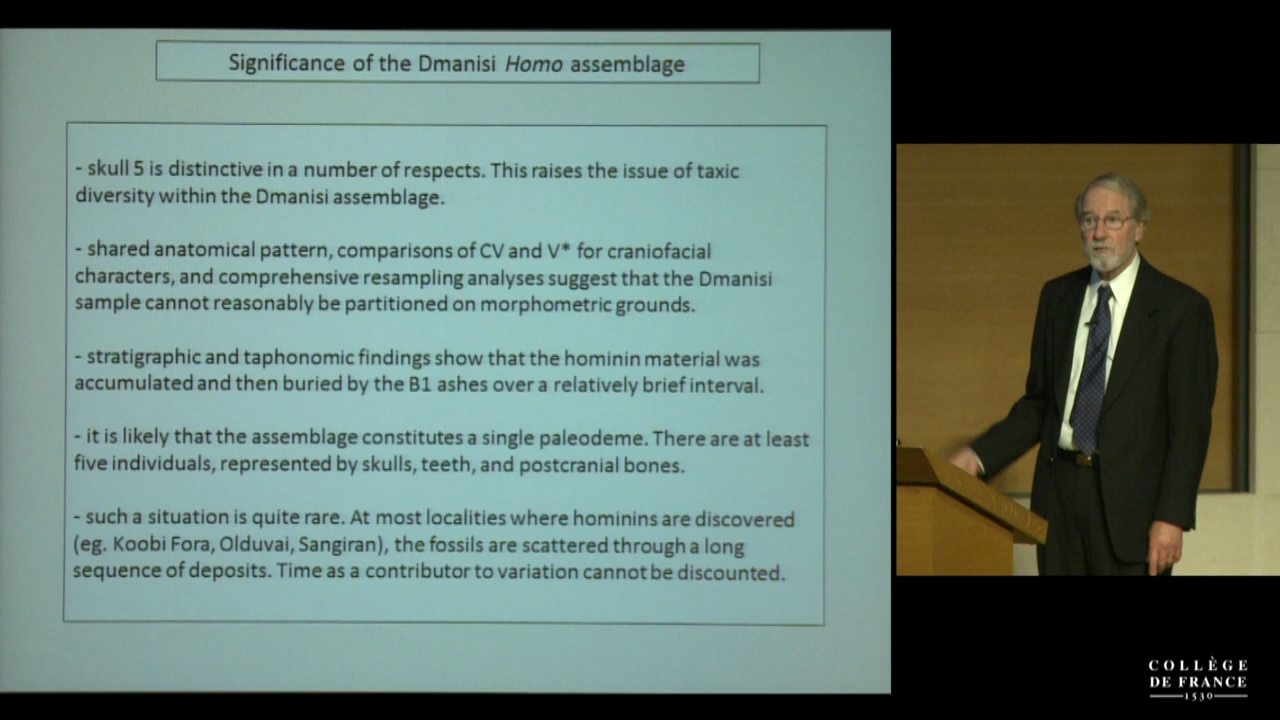 Significance of the Dmanisi Homo assemblage
- skull 5 is distinctive in a number of respects. This raises the issue of taxic
diversity within the Dmanisi assemblage.
- shared anatomical pattern, comparisons of CV and V* for craniofacial
characters, and comprehensive resampling analyses suggest that the Dmanisi
sample cannot reasonably be partitioned on morphometric grounds.
- stratigraphic and taphonomic findings show that the hominin material was
accumulated and then buried by the B1 ashes over a relatively brief interval.
- it is likely that the assemblage constitutes a single paleodeme. There are at least
five individuals, represented by skulls, teeth, and postcranial bones.
- such a situation is quite rare. At most localities where hominins are discovered
(eg. Koobi Fora, Olduvai, Sangiran), the fossils are scattered through a long
sequence of deposits. Time as a contributor to variation cannot be discounted.
COLLÈGE
DE FRANCE
1530